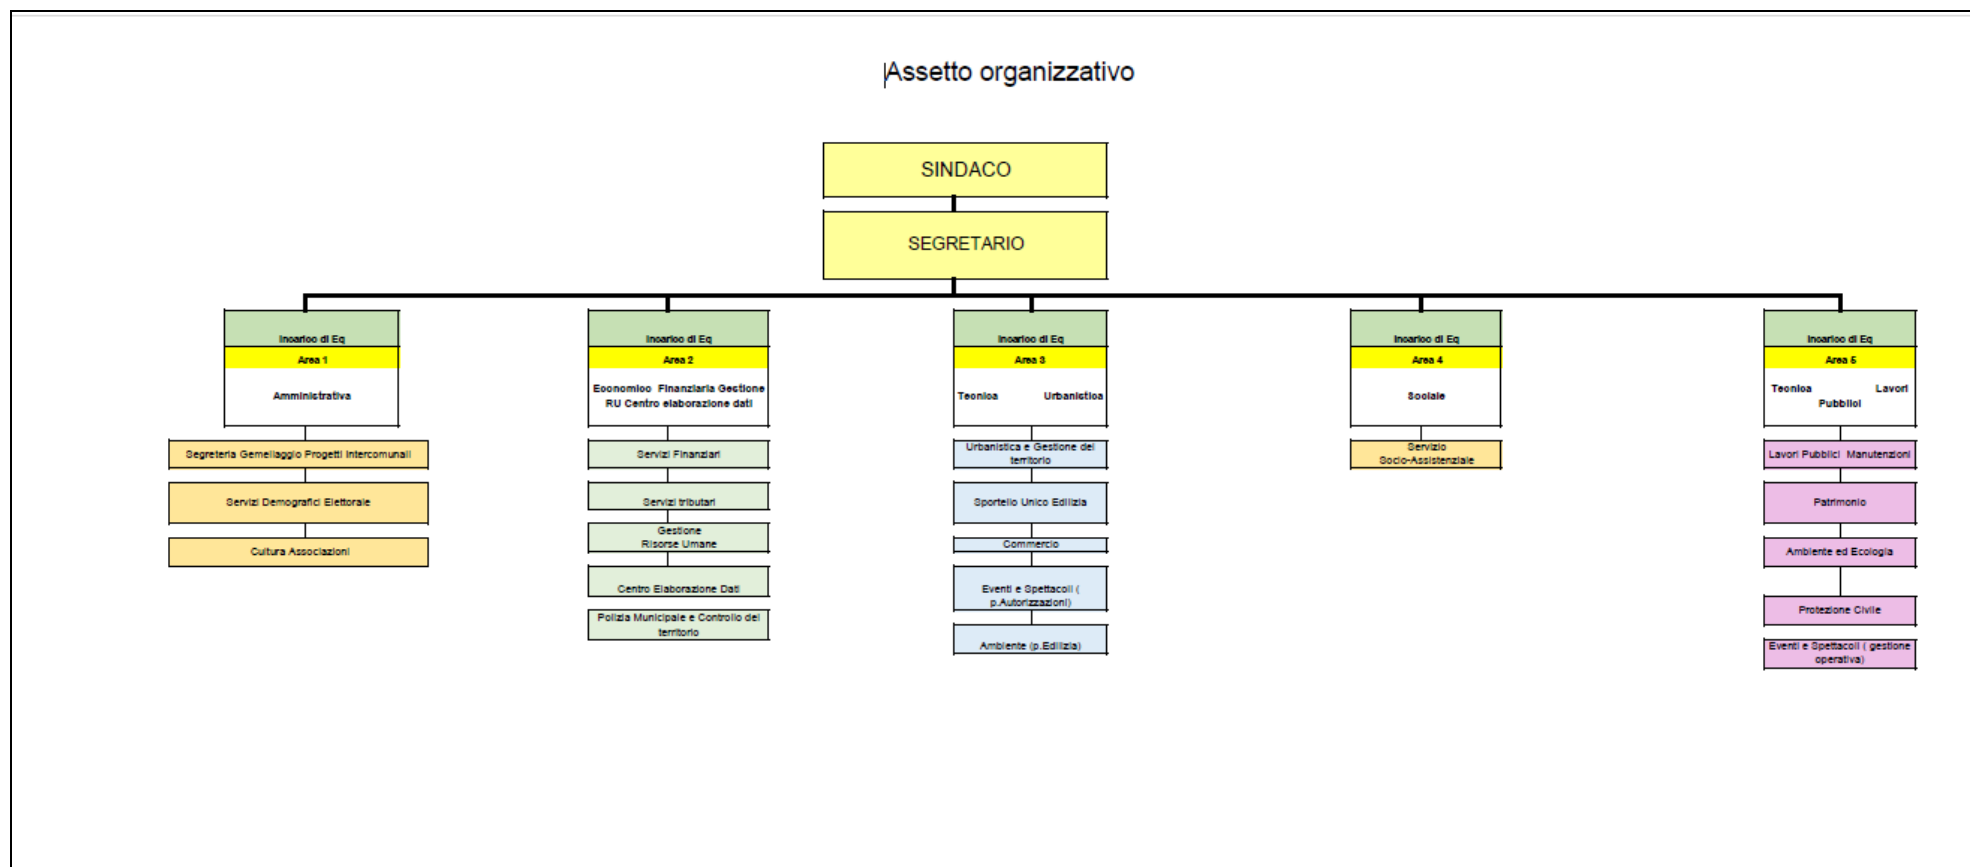 Assetto organizzativo
SINDACO
SEGRETARIO
Incarico di Eq
Area 1
Amministrativa
Segreteria Gemellaggio Progetti Intercomunali
Servizi Demografici Elettorale
Cultura Associazioni
Incarico di Eq
Area 2
Economico Finanziaria Gestione
RU Centro elaborazione dati
Servizi Finanziari
Servizi tributari
Gestione
Risorse Umane
Centro Elaborazione Dati
Polizia Municipale e Controllo del
territorio
Incarico di Eq
Area 3
Tecnica Urbanistica
Urbanistica e Gestione del
territorio
Sportello Unico Edilizia
Commercio
Eventi e Spettacoli (
p.Autorizzazioni)
Ambiente (p.Edilizia)
Incarico di Eq
Area 4
Sociale
Servizio
Socio-Assistenziale
Incarico di Eq
Area 5
Tecnica Lavori
Pubblici
Lavori Pubblici Manutenzioni
Patrimonio
Ambiente ed Ecologia
Protezione Civile
Eventi e Spettacoli ( gestione
operativa)